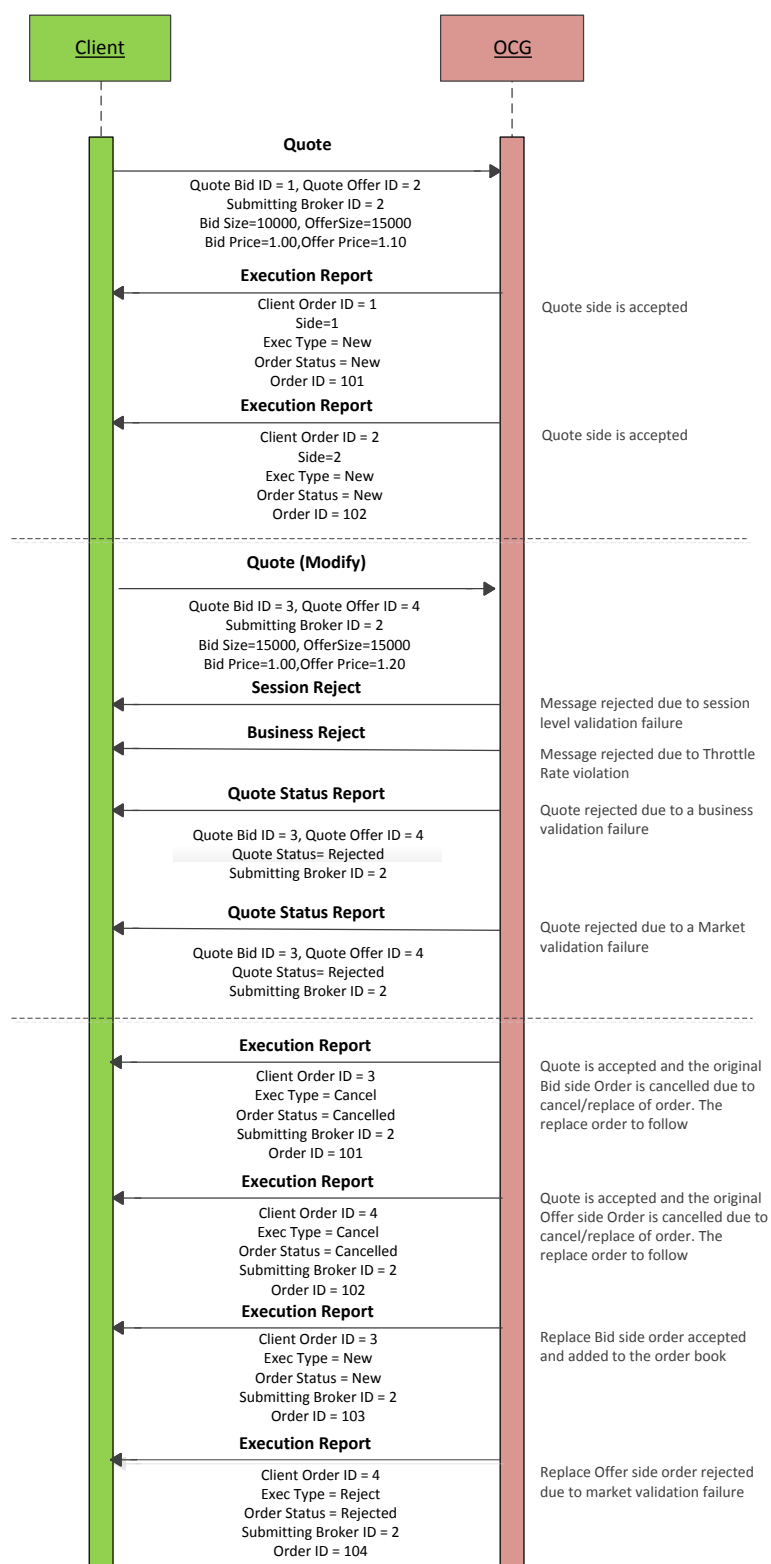 Client
OCG
Quote
Quote Bid ID = 1, Quote Offer ID = 2
Submitting Broker ID = 2
Bid Size=10000, OfferSize=15000
Bid Price=1.00,Offer Price=1.10
Execution Report
Client Order ID = 1
Side=1
Exec Type = New
Order Status = New
Order ID = 101
Quote side is accepted
Execution Report
Client Order ID = 2
Side=2
Exec Type = New
Order Status = New
Order ID = 102
Quote side is accepted
Quote (Modify)
Quote Bid ID = 3, Quote Offer ID = 4
Submitting Broker ID = 2
Bid Size=15000, OfferSize=15000
Bid Price=1.00,Offer Price=1.20
Session Reject
Message rejected due to session
level validation failure
Business Reject
Message rejected due to Throttle
Rate violation
Quote Status Report
Quote Bid ID = 3, Quote Offer ID = 4
Quote Status= Rejected
Submitting Broker ID = 2
Quote rejected due to a business
validation failure
Quote Status Report
Quote Bid ID = 3, Quote Offer ID = 4
Quote Status= Rejected
Submitting Broker ID = 2
Quote rejected due to a Market
validation failure
Execution Report
Client Order ID = 3
Exec Type = Cancel
Order Status = Cancelled
Submitting Broker ID = 2
Order ID = 101
Quote is accepted and the original
Bid side Order is cancelled due to
cancel/replace of order. The
replace order to follow
Execution Report
Client Order ID = 4
Exec Type = Cancel
Order Status = Cancelled
Submitting Broker ID = 2
Order ID = 102
Quote is accepted and the original
Offer side Order is cancelled due to
cancel/replace of order. The
replace order to follow
Execution Report
Client Order ID = 3
Exec Type = New
Order Status = New
Submitting Broker ID = 2
Order ID = 103
Replace Bid side order accepted
and added to the order book
Execution Report
Client Order ID = 4
Exec Type = Reject
Order Status = Rejected
Submitting Broker ID = 2
Order ID = 104
Replace Offer side order rejected
due to market validation failure